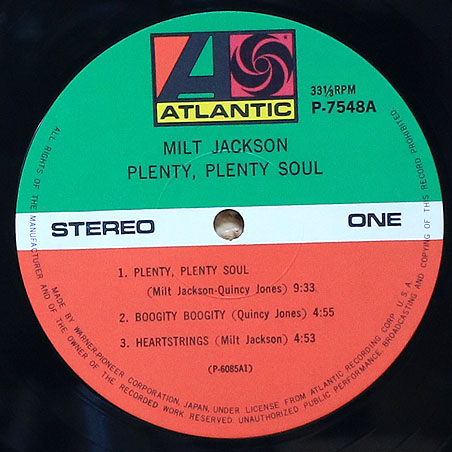 ATLANTIC
33⅓RPM
P-7548A
MILT JACKSON
PLENTY, PLENTY SOUL
STEREO
ONE
1. PLENTY, PLENTY SOUL
(Milt Jackson-Quincy Jones) 9:33
2. BOOGITY BOOGITY (Quincy Jones) 4:55
3. HEARTSTRINGS (Milt Jackson) 4:53
(P-6085A1)
ALL RIGHTS OF THE MANUFACTURER AND OF THE OWNER OF THE RECORDED WORK RESERVED. UNAUTHORIZED PUBLIC PERFORMANCE, BROADCASTING AND COPYING OF THIS RECORD PROHIBITED
MADE BY WARNER-PIONEER CORPORATION, JAPAN, UNDER LICENSE FROM ATLANTIC RECORDING CORP. U. S. A.